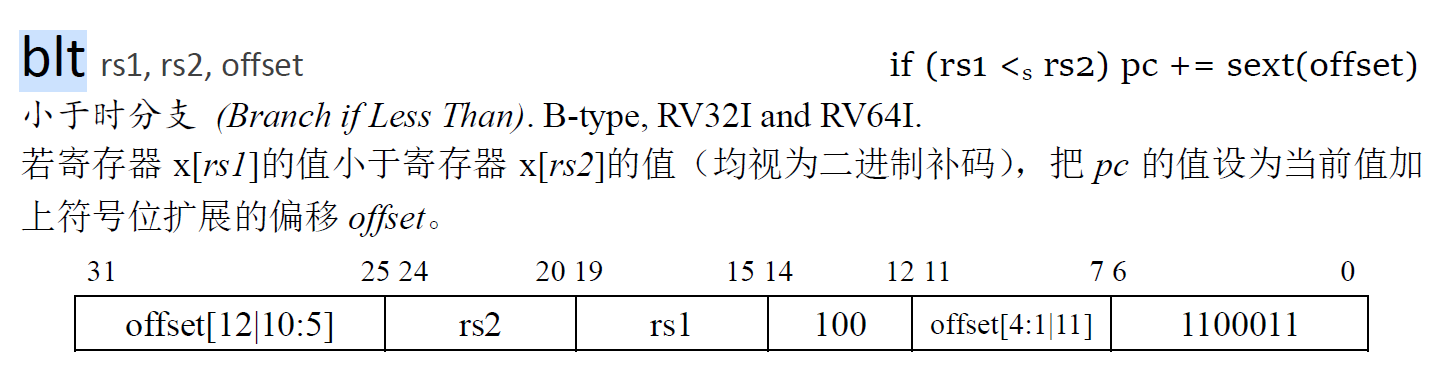 blt rs1, rs2, offset if (rs1 <ₛ rs2) pc += sext(offset)
小于时分支 (Branch if Less Than). B-type, RV32I and RV64I.
若寄存器 x[rs1]的值小于寄存器 x[rs2]的值（均视为二进制补码），把 pc 的值设为当前值加
上符号位扩展的偏移 offset。
31 25 24 20 19 15 14 12 11 7 6 0
offset[12|10:5] rs2 rs1 100 offset[4:1|11] 1100011